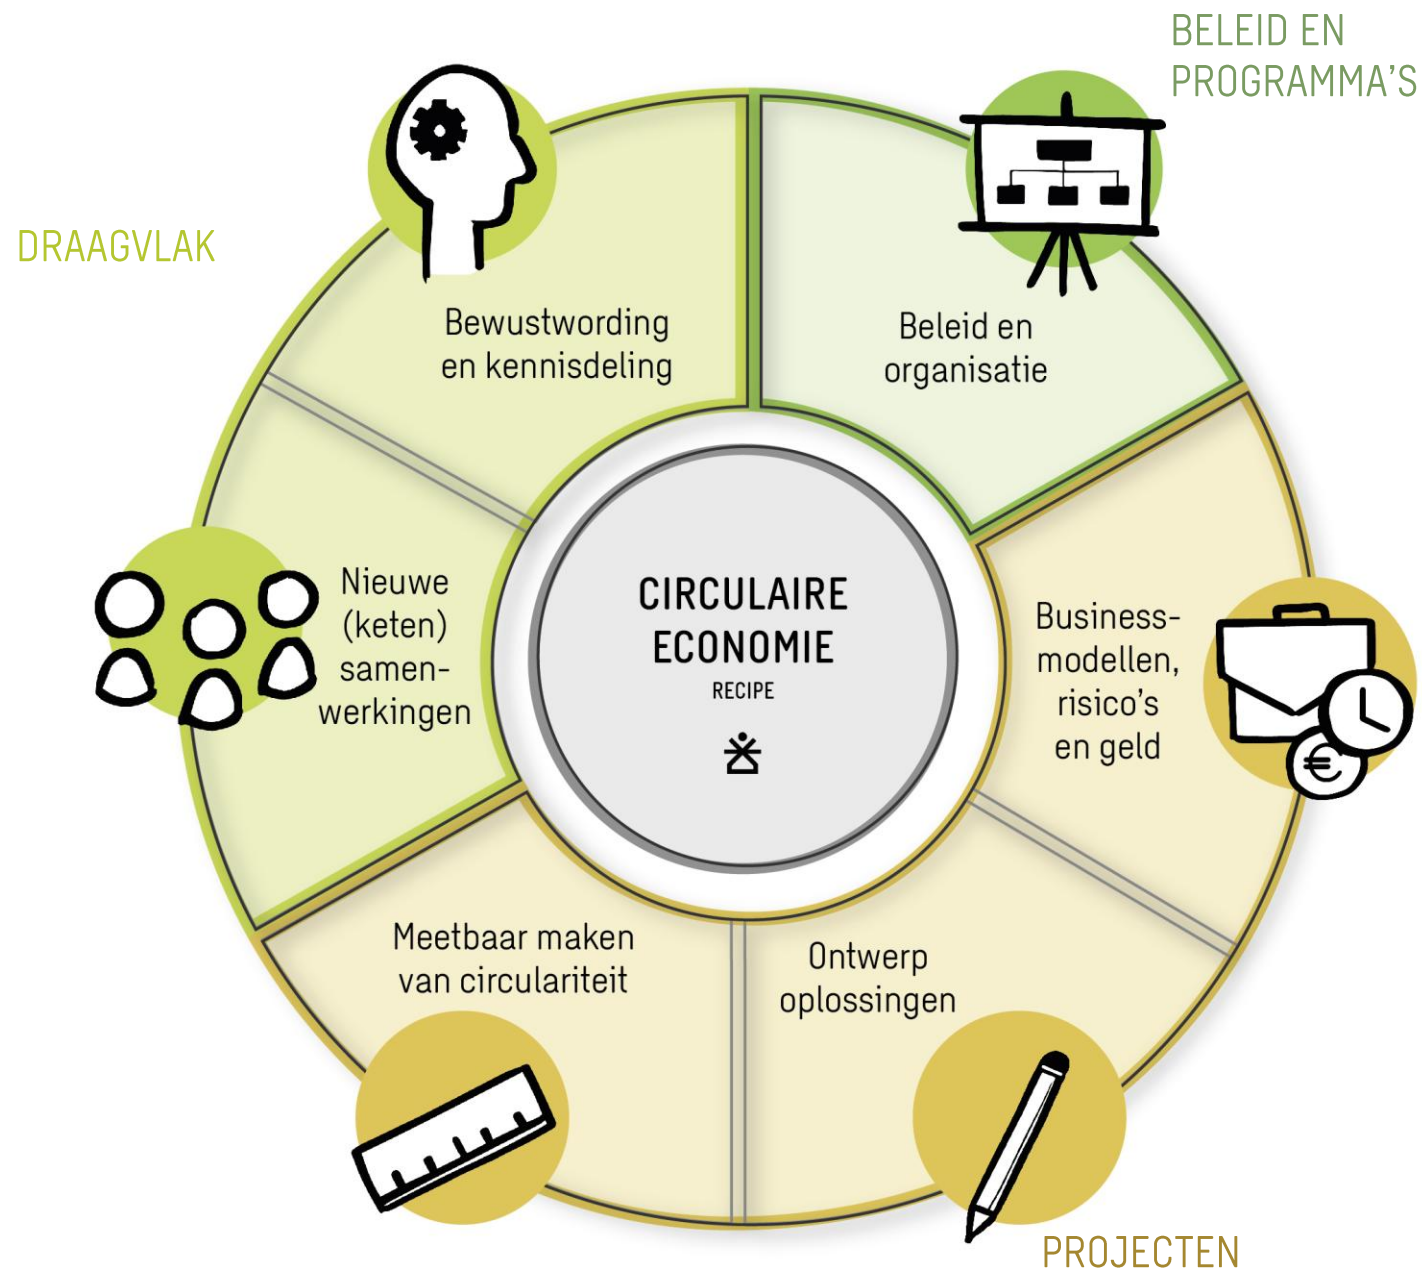 BELEID EN
PROGRAMMA'S
DRAAGVLAK
Bewustwording
en kennisdeling
Beleid en
organisatie
Nieuwe
(keten)
samen-
werkingen
CIRCULAIRE
ECONOMIE
RECIPE
Business-
modellen,
risico's
en geld
Meetbaar maken
van circulariteit
Ontwerp
oplossingen
€
PROJECTEN